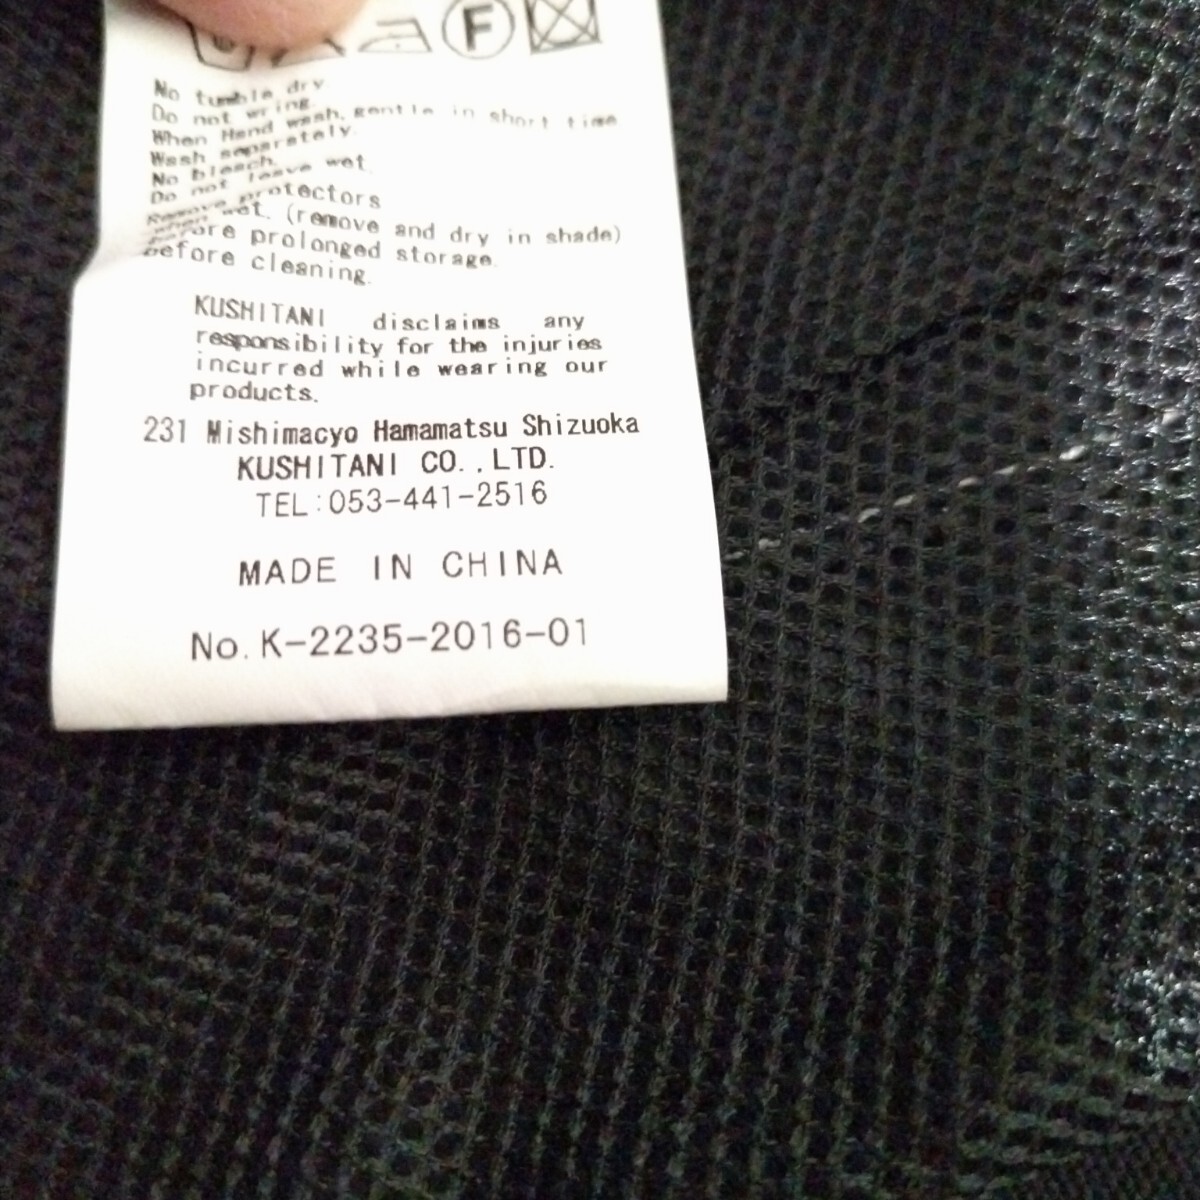 F
No tumble dry
Do not wring.
When Hand wash, gentle in short time
Wash separately.
No bleach.
Do not leave wet.
Remove protectors
when wet. (remove and dry in shade)
before prolonged storage.
before cleaning.
KUSHITANI disclaims any
responsibility for the injuries
incurred while wearing our
products.
231 Mishimacyo Hamamatsu Shizuoka
KUSHITANI CO.,LTD.
TEL:053-441-2516
MADE IN CHINA
No. K-2235-2016-01